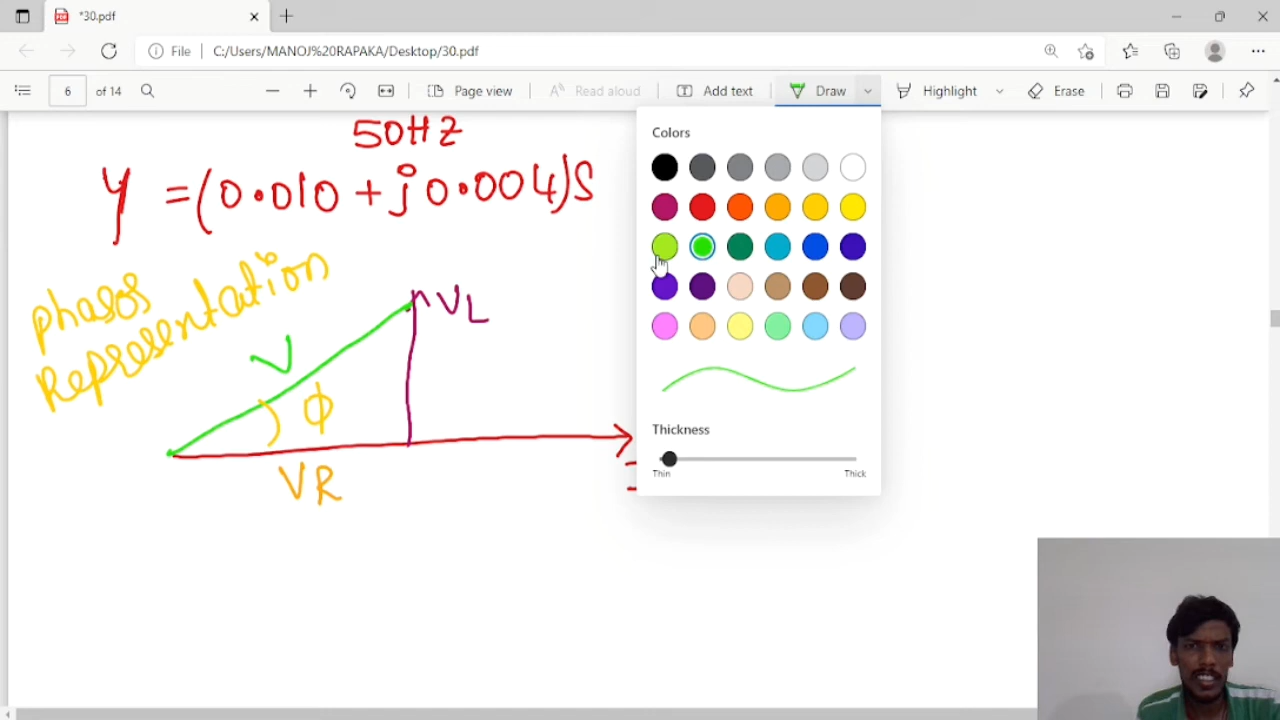 *30.pdf
File
C:/Users/MANOJ%20RAPAKA/Desktop/30.pdf
6 of 14
Page view
Read aloud
Add text
Draw
Highlight
Erase
50HZ
Y = (0.010 + j0.004)S
phasos
Representation
V
VL
ϕ
VR
Colors
Thickness
Thin
Thick